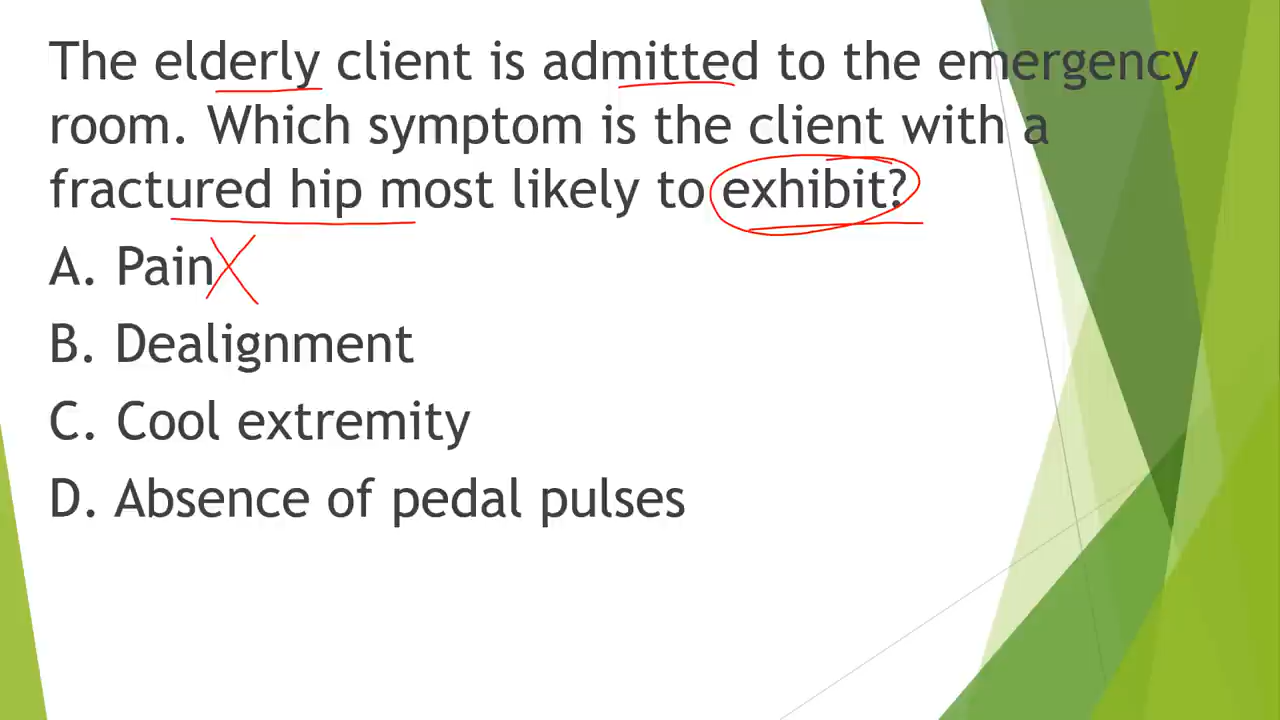 The elderly client is admitted to the emergency
room. Which symptom is the client with a
fractured hip most likely to exhibit?
A. Pain
B. Dealignment
C. Cool extremity
D. Absence of pedal pulses